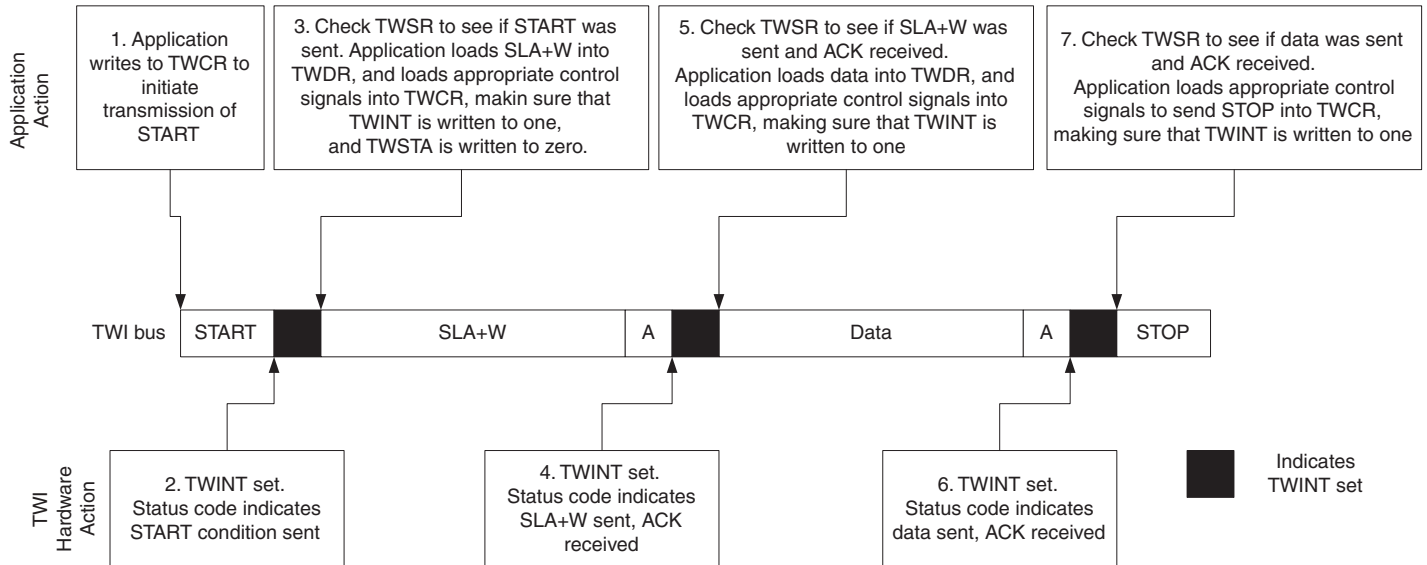 Application
Action
1. Application
writes to TWCR to
initiate
transmission of
START
3. Check TWSR to see if START was
sent. Application loads SLA+W into
TWDR, and loads appropriate control
signals into TWCR, makin sure that
TWINT is written to one,
and TWSTA is written to zero.
5. Check TWSR to see if SLA+W was
sent and ACK received.
Application loads data into TWDR, and
loads appropriate control signals into
TWCR, making sure that TWINT is
written to one
7. Check TWSR to see if data was sent
and ACK received.
Application loads appropriate control
signals to send STOP into TWCR,
making sure that TWINT is written to one
TWI bus
START
SLA+W
A
Data
A
STOP
TWI
Hardware
Action
2. TWINT set.
Status code indicates
START condition sent
4. TWINT set.
Status code indicates
SLA+W sent, ACK
received
6. TWINT set.
Status code indicates
data sent, ACK received
Indicates
TWINT set